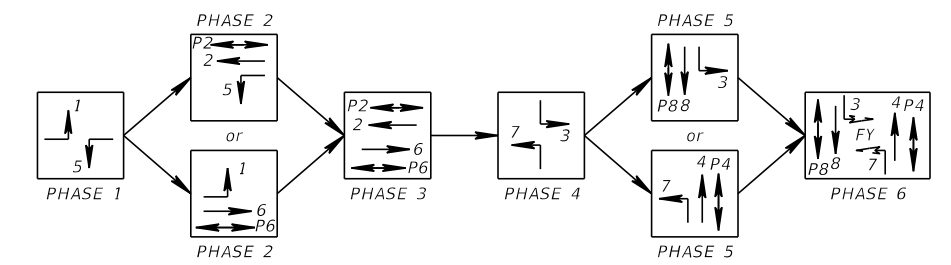 PHASE 2
P2
2
5
or
1
6
P6
PHASE 2
1
5
PHASE 1
P2
2
6
P6
PHASE 3
7
3
PHASE 4
PHASE 5
3
P8 8
or
4 P4
7
PHASE 5
3
4 P4
FY
7
P8 8
PHASE 6